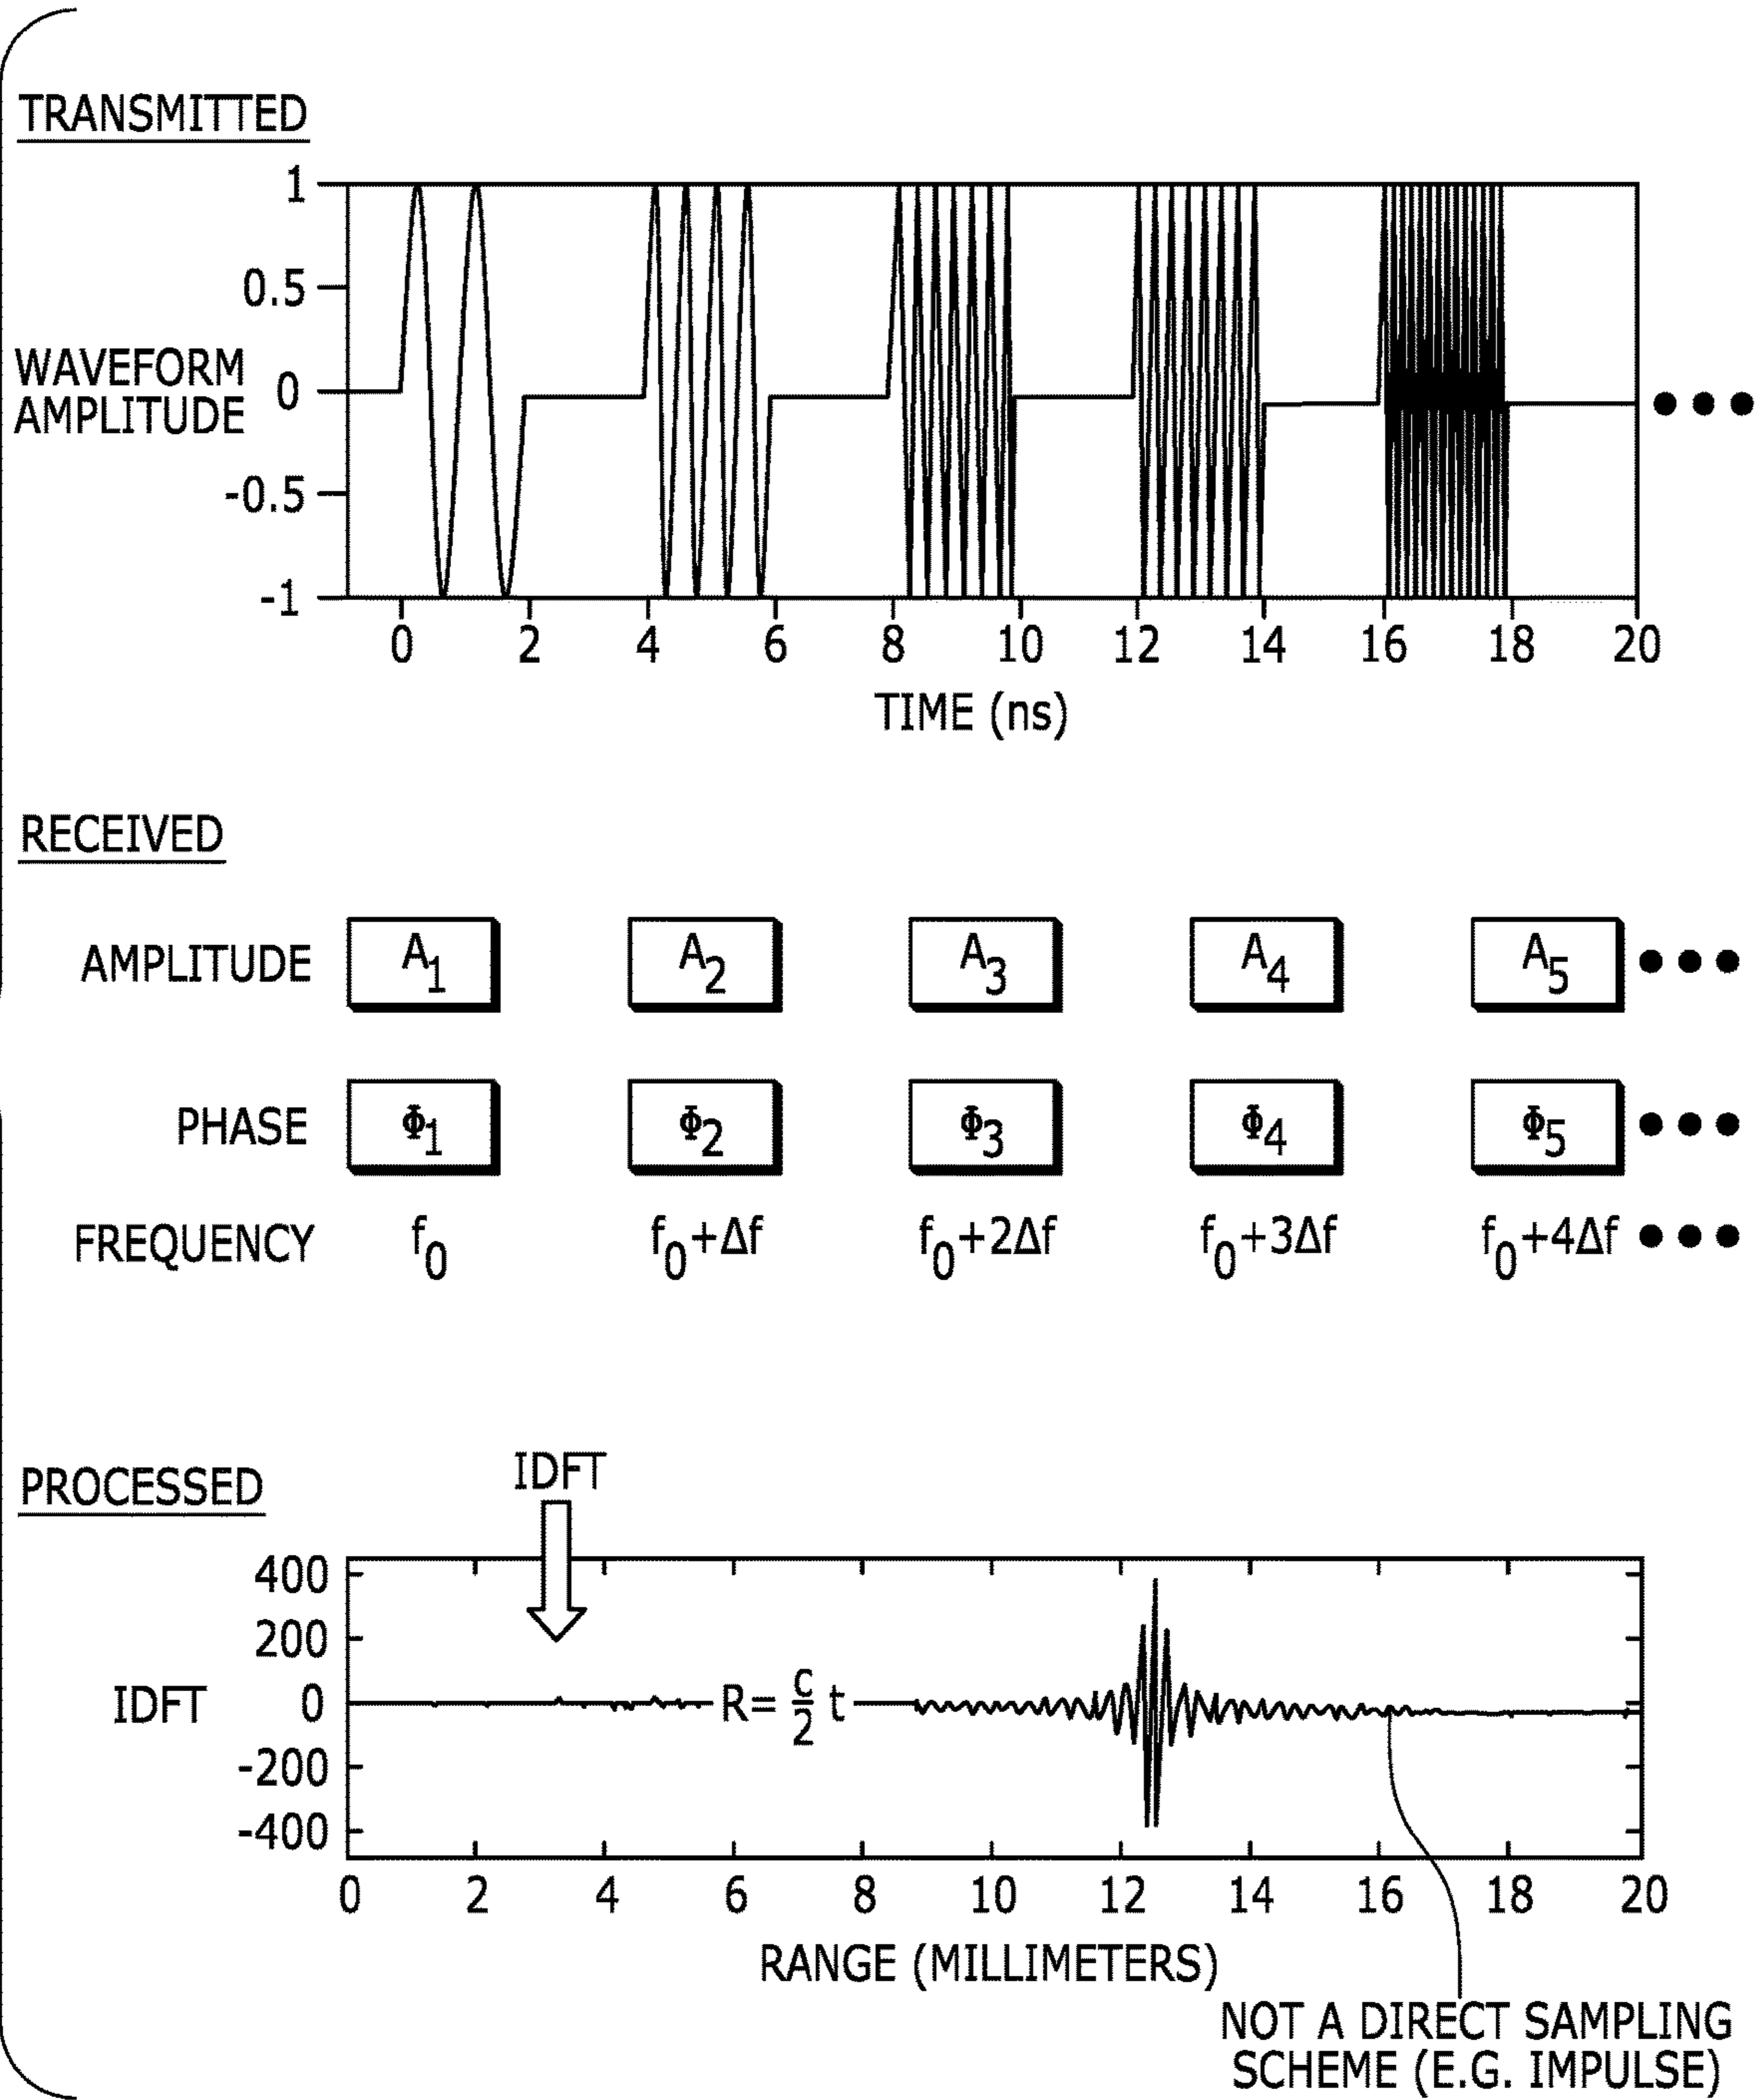 TRANSMITTED
1
0.5
WAVEFORM
AMPLITUDE
0
-0.5
-1
0 2 4 6 8 10 12 14 16 18 20
TIME (ns)
RECEIVED
AMPLITUDE A1 A2 A3 A4 A5
PHASE Φ1 Φ2 Φ3 Φ4 Φ5
FREQUENCY f0 f0+Δf f0+2Δf f0+3Δf f0+4Δf
PROCESSED
IDFT
400
200
IDFT 0 R= c/2 t
-200
-400
0 2 4 6 8 10 12 14 16 18 20
RANGE (MILLIMETERS)
NOT A DIRECT SAMPLING
SCHEME (E.G. IMPULSE)